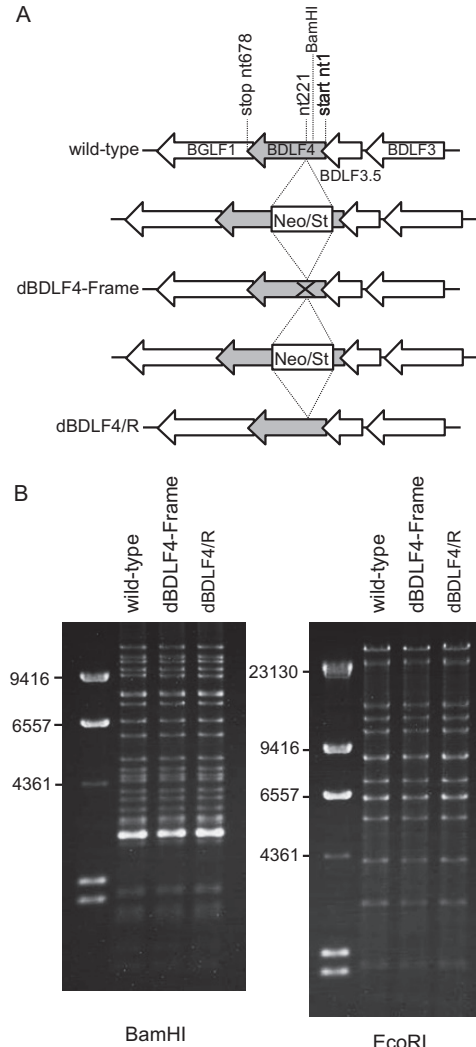 A
stop nt678
nt221
BamHI
start nt1
wild-type
BGLF1
BDLF4
BDLF3
BDLF3.5
Neo/St
dBDLF4-Frame
Neo/St
dBDLF4/R
B
wild-type
dBDLF4-Frame
dBDLF4/R
wild-type
dBDLF4-Frame
dBDLF4/R
9416
6557
4361
23130
9416
6557
4361
BamHI
EcoRI